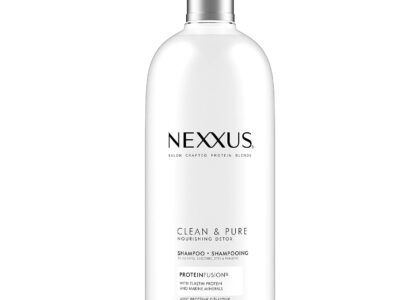 NEXXUS
SALON CRAFTED PROTEIN BLENDS
CLEAN & PURE
NOURISHING DETOX
SHAMPOO • SHAMPOOING
PROTEINFUSION®
WITH ELASTIN PROTEIN
AND MARINE MINERALS